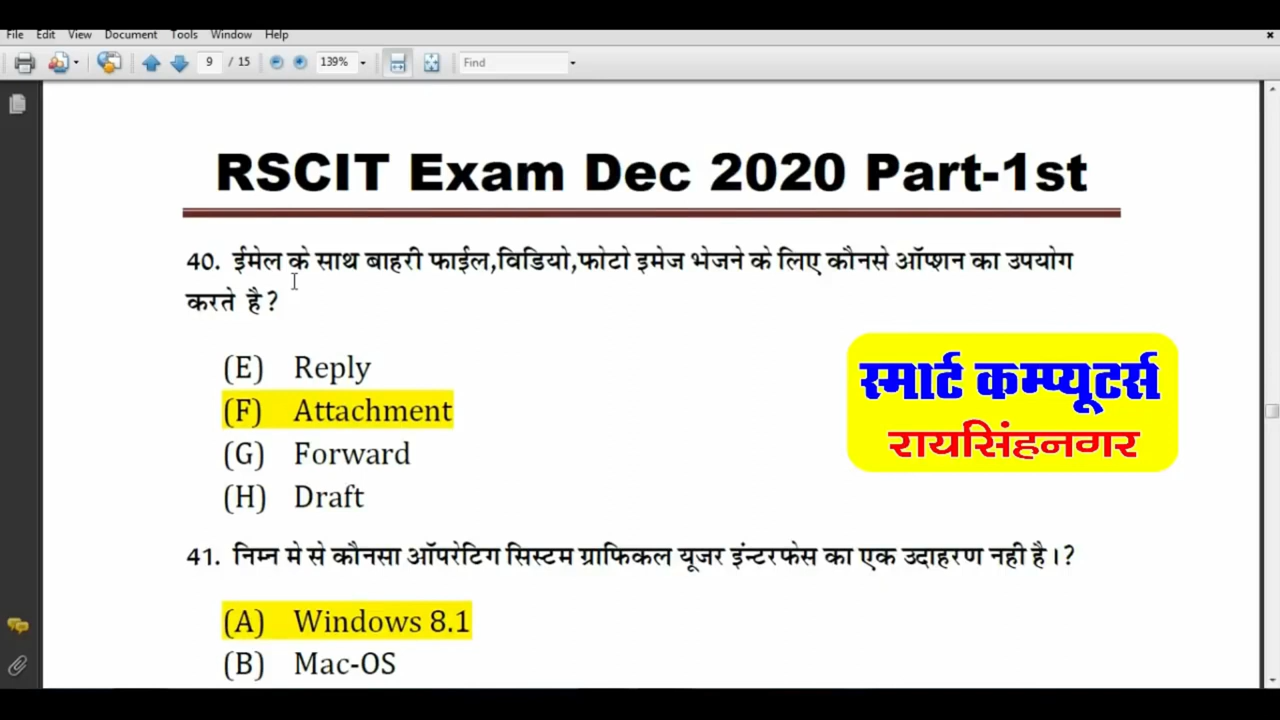 File Edit View Document Tools Window Help
9 / 15 139% Find
RSCIT Exam Dec 2020 Part-1st
40. ईमेल के साथ बाहरी फाईल,विडियो,फोटो इमेज भेजने के लिए कौनसे ऑप्शन का उपयोग
करते है?
(E) Reply
(F) Attachment
(G) Forward
(H) Draft
स्मार्ट कम्प्यूटर्स
रायसिंहनगर
41. निम्न मे से कौनसा ऑपरेटिग सिस्टम ग्राफिकल यूजर इंन्टरफेस का एक उदाहरण नही है।?
(A) Windows 8.1
(B) Mac-OS